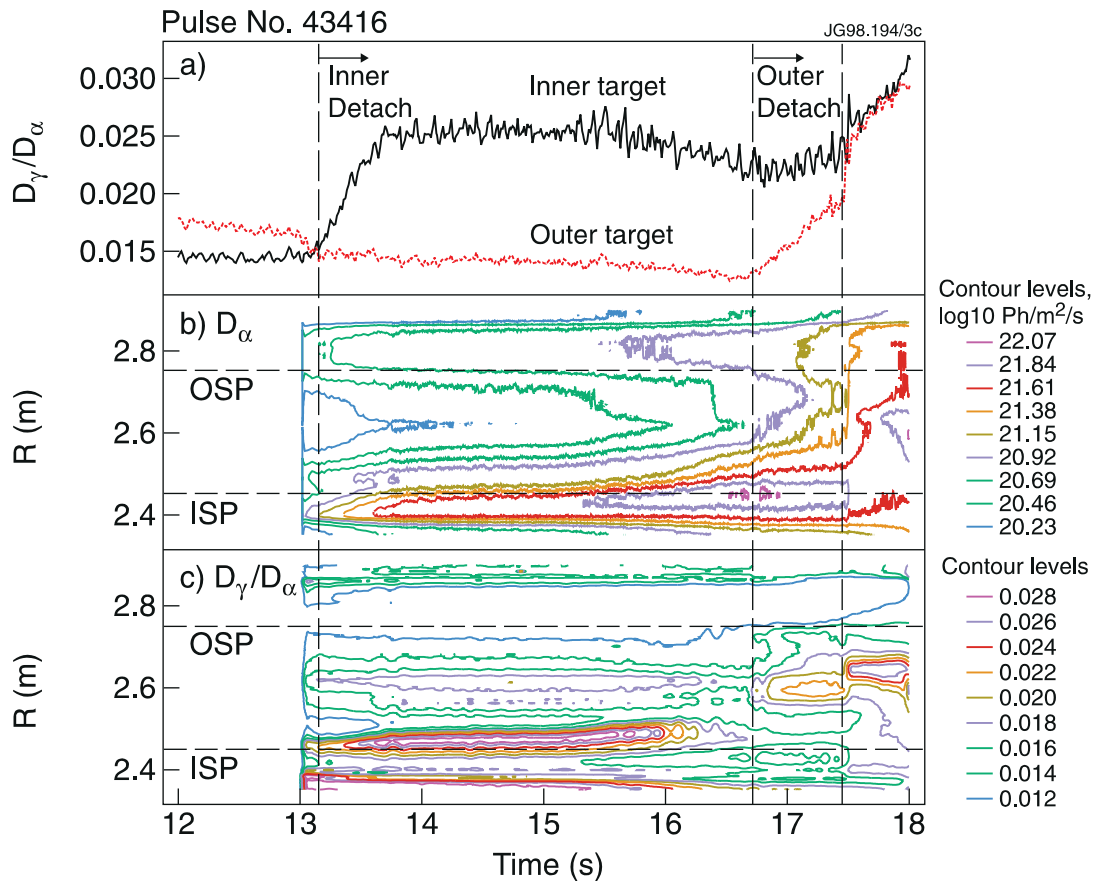 Pulse No. 43416
JG98.194/3c
a)
Inner
Detach
Inner target
Outer
Detach
Outer target
0.030
0.025
0.020
0.015
Dγ/Dα
b) Dα
OSP
ISP
2.8
2.6
2.4
R (m)
Contour levels,
log10 Ph/m²/s
22.07
21.84
21.61
21.38
21.15
20.92
20.69
20.46
20.23
c) Dγ/Dα
OSP
ISP
2.8
2.6
2.4
R (m)
Contour levels
0.028
0.026
0.024
0.022
0.020
0.018
0.016
0.014
0.012
12 13 14 15 16 17 18
Time (s)